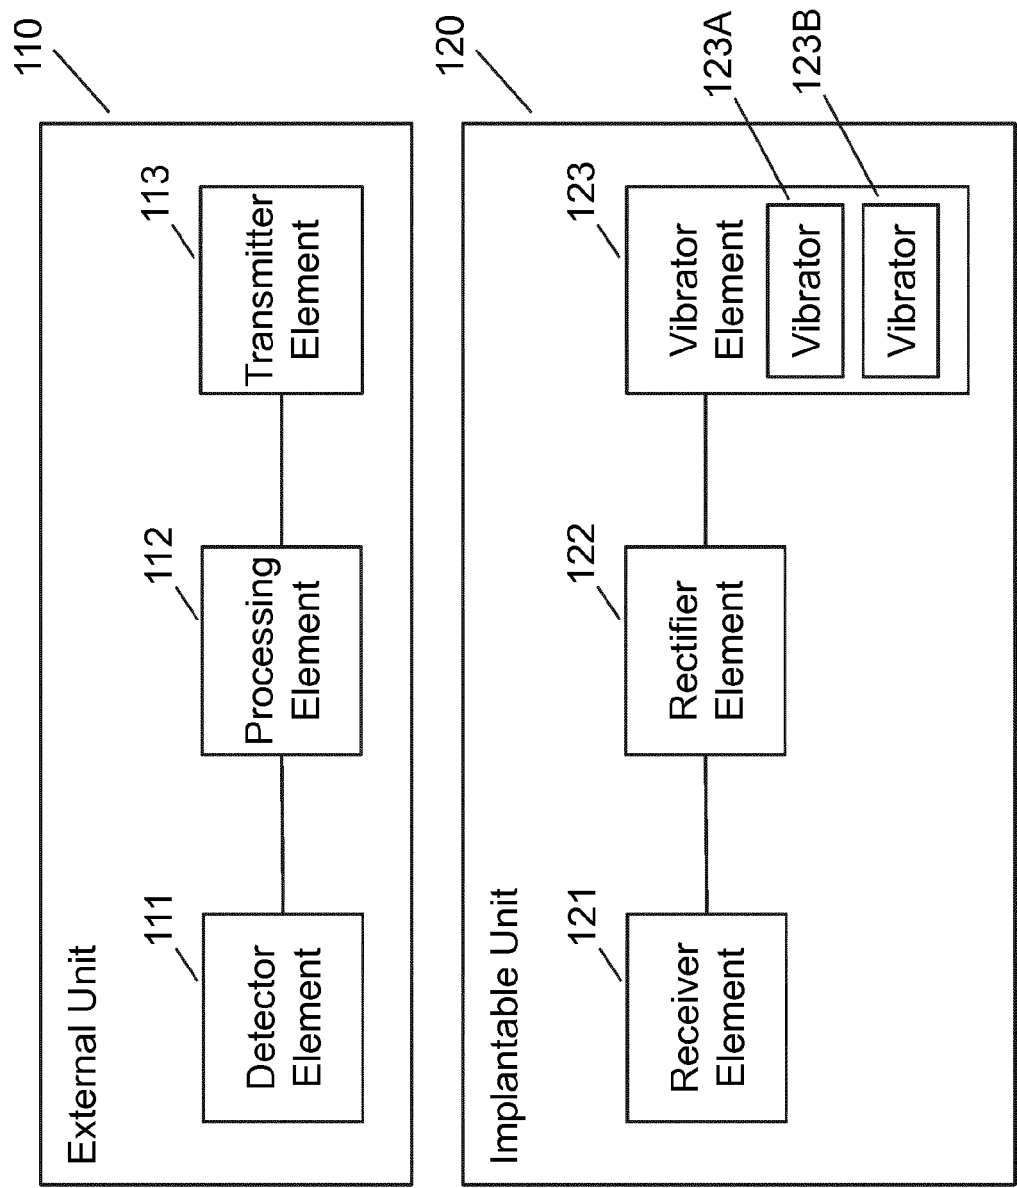 110
External Unit
111
112
113
Detector
Element
Processing
Element
Transmitter
Element
120
Implantable Unit
121
122
123
123A
123B
Receiver
Element
Rectifier
Element
Vibrator
Element
Vibrator
Vibrator